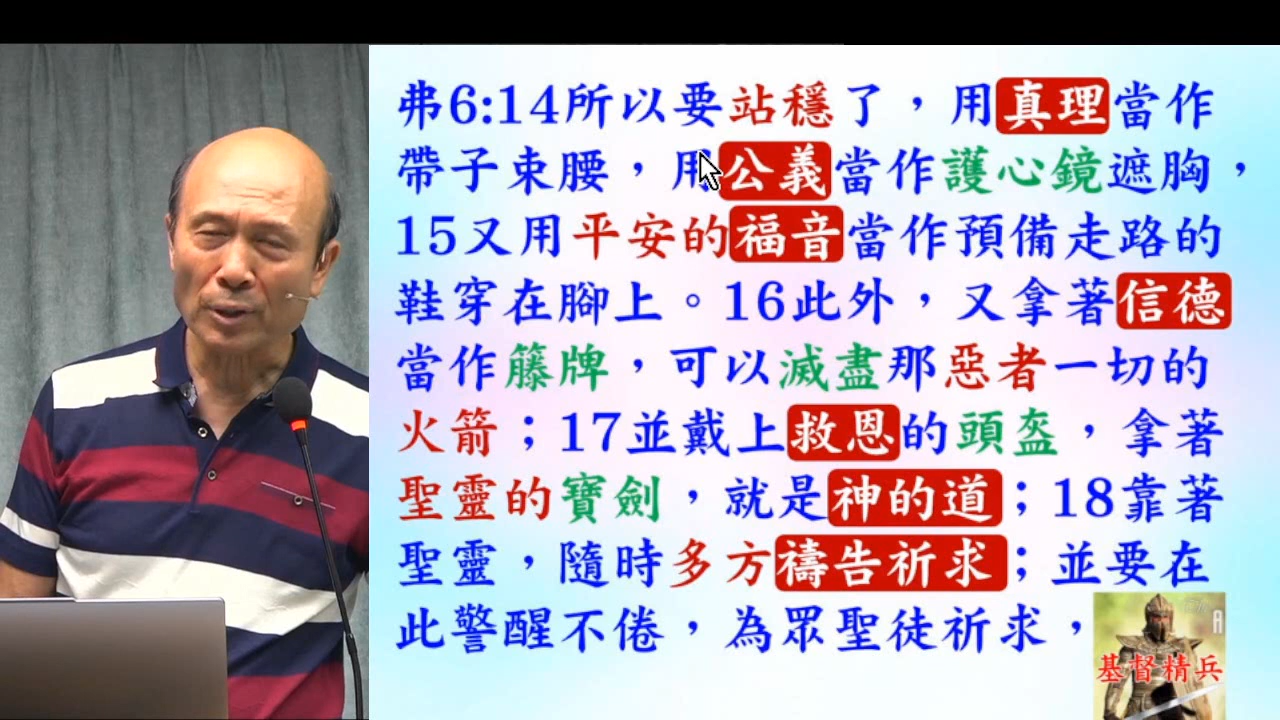 弗6:14所以要站穩了，用真理當作
帶子束腰，用公義當作護心鏡遮胸，
15又用平安的福音當作預備走路的
鞋穿在腳上。16此外，又拿著信德
當作籐牌，可以滅盡那惡者一切的
火箭；17並戴上救恩的頭盔，拿著
聖靈的寶劍，就是神的道；18靠著
聖靈，隨時多方禱告祈求；並要在
此警醒不倦，為眾聖徒祈求，
基督精兵